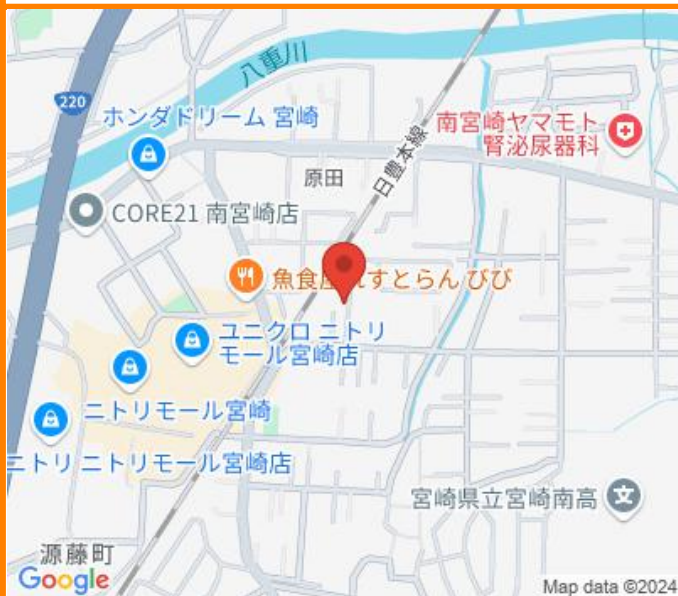 八重川
220
ホンダドリーム 宮崎
南宮崎ヤマモト
腎泌尿器科
日豊本線
原田
CORE21 南宮崎店
魚食
すとらん びび
ユニクロ ニトリ
モール宮崎店
ニトリモール宮崎
ニトリ ニトリモール宮崎店
宮崎県立宮崎南高
源藤町
Google
Map data ©2024